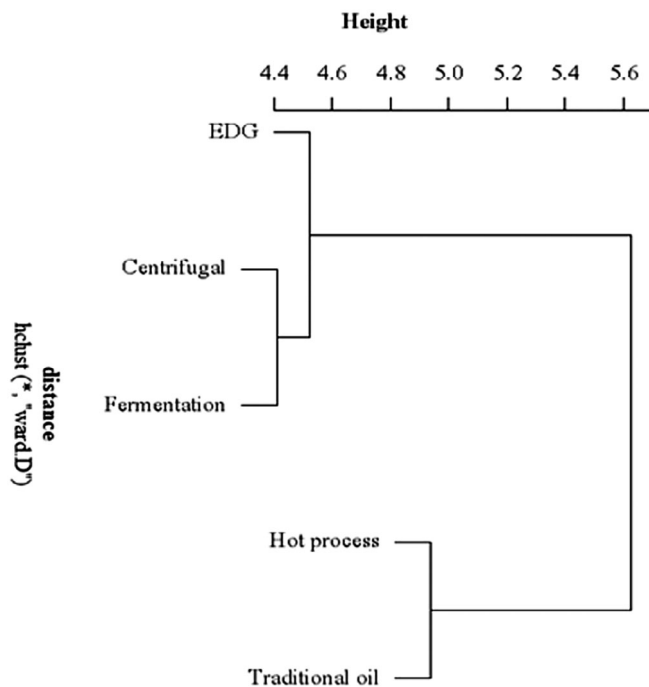 Height
4.4 4.6 4.8 5.0 5.2 5.4 5.6
EDG
Centrifugal
Fermentation
Hot process
Traditional oil
distance
hclust (*, "ward.D")